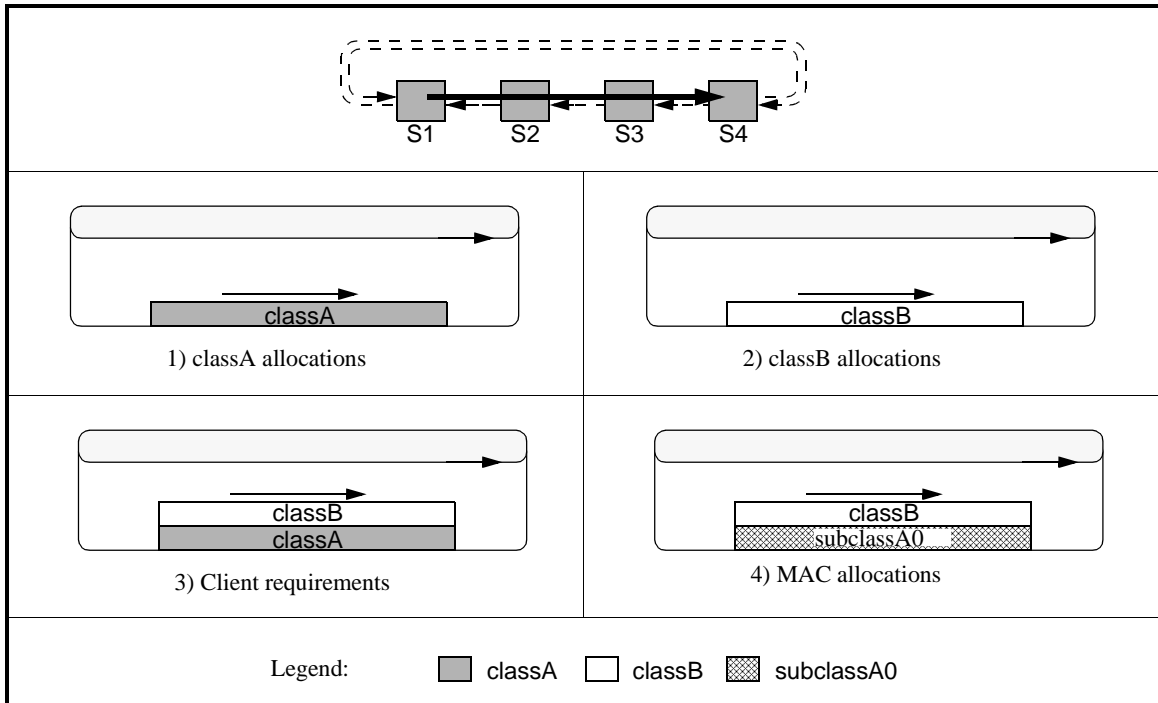 S1 S2 S3 S4
classA
1) classA allocations
classB
2) classB allocations
classB
classA
3) Client requirements
classB
subclassA0
4) MAC allocations
Legend: classA classB subclassA0